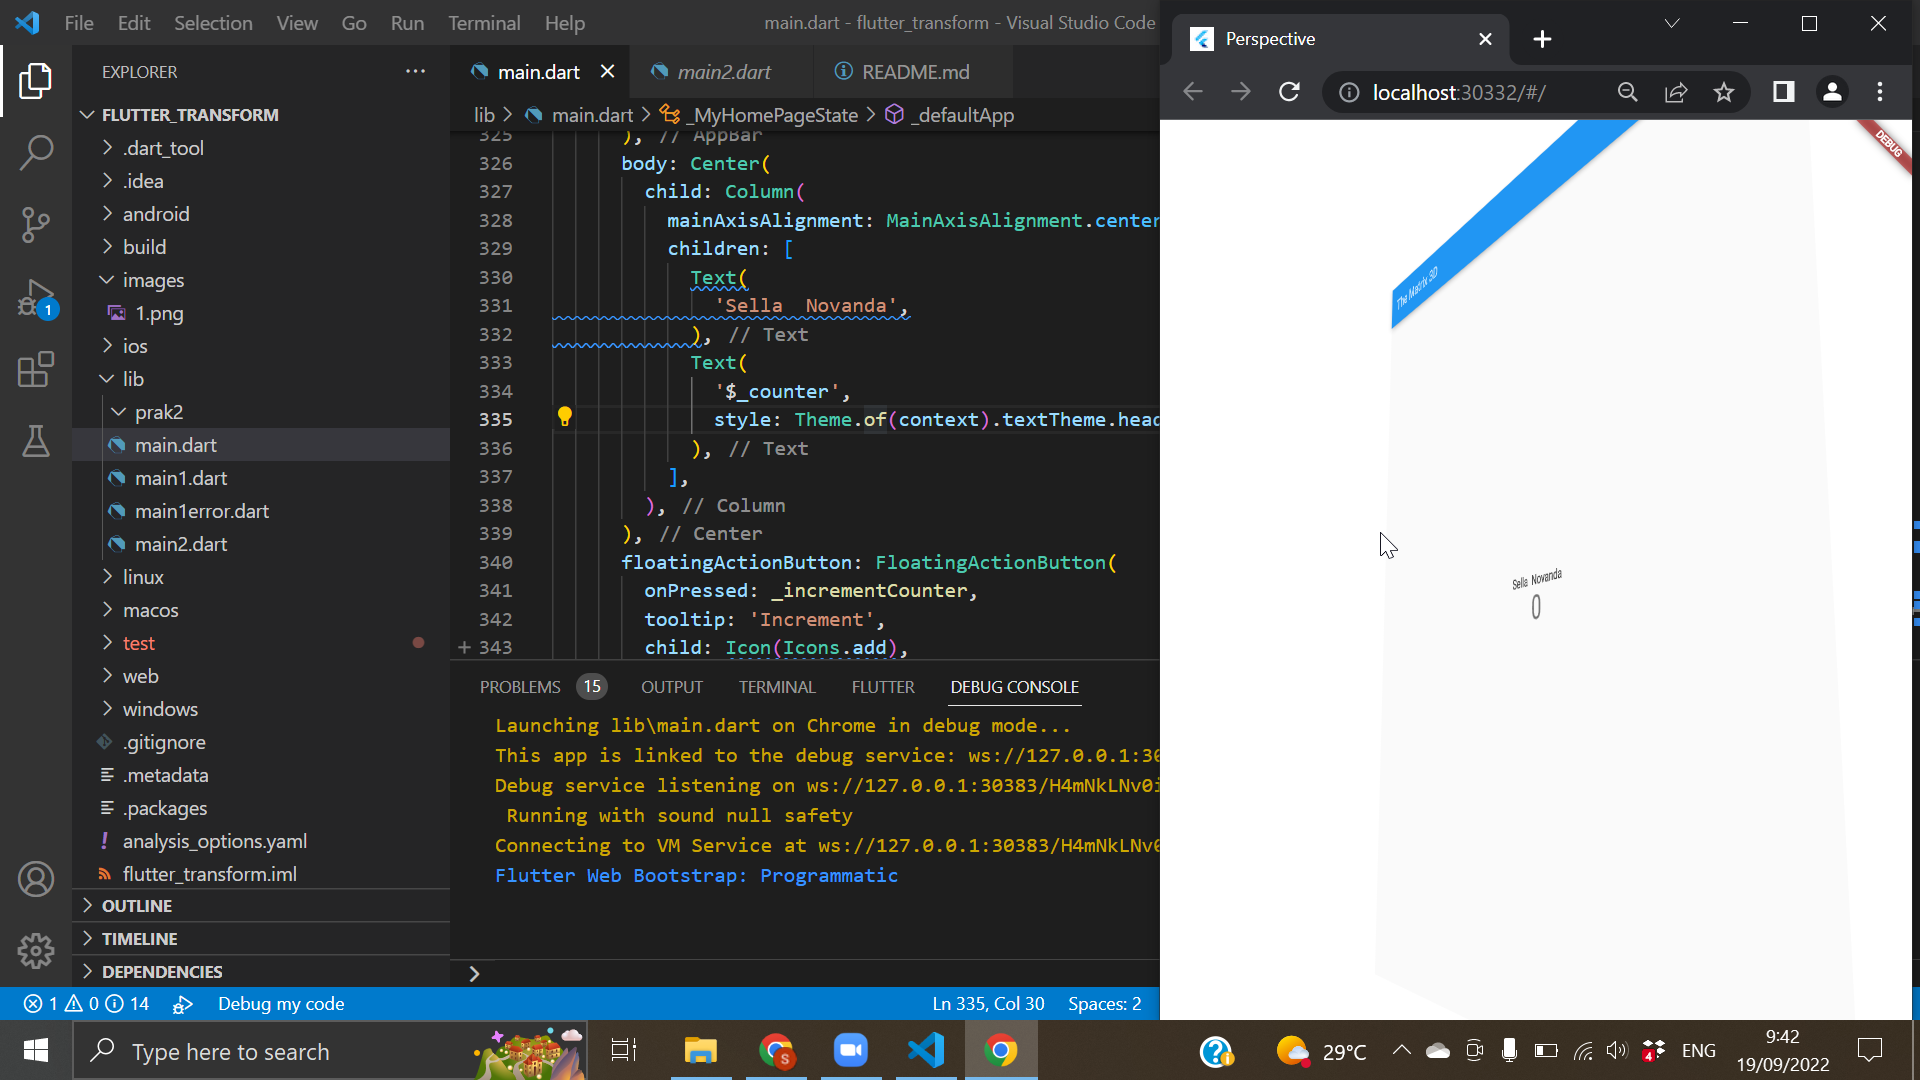 File Edit Selection View Go Run Terminal Help
main.dart - flutter_transform - Visual Studio Code
EXPLORER
FLUTTER_TRANSFORM
.dart_tool
.idea
android
build
images
1.png
ios
lib
prak2
main.dart
main1.dart
main1error.dart
main2.dart
linux
macos
test
web
windows
.gitignore
.metadata
.packages
analysis_options.yaml
flutter_transform.iml
OUTLINE
TIMELINE
DEPENDENCIES
1
main.dart main2.dart README.md
lib > main.dart > _MyHomePageState > _defaultApp
325 ), // AppBar
326 body: Center(
327 child: Column(
328 mainAxisAlignment: MainAxisAlignment.center
329 children: [
330 Text(
331 'Sella  Novanda',
332 ), // Text
333 Text(
334 '$_counter',
335 style: Theme.of(context).textTheme.head
336 ), // Text
337 ],
338 ), // Column
339 ), // Center
340 floatingActionButton: FloatingActionButton(
341 onPressed: _incrementCounter,
342 tooltip: 'Increment',
343 child: Icon(Icons.add),
PROBLEMS 15 OUTPUT TERMINAL FLUTTER DEBUG CONSOLE
Launching lib\main.dart on Chrome in debug mode...
This app is linked to the debug service: ws://127.0.0.1:30
Debug service listening on ws://127.0.0.1:30383/H4mNkLNv0i
Running with sound null safety
Connecting to VM Service at ws://127.0.0.1:30383/H4mNkLNv0
Flutter Web Bootstrap: Programmatic
1 0 14 Debug my code
Ln 335, Col 30 Spaces: 2
Perspective
localhost:30332/#/
DEBUG
The Matrix 3D
Sella Novanda
0
Type here to search
S
29°C
4
ENG
9:42
19/09/2022